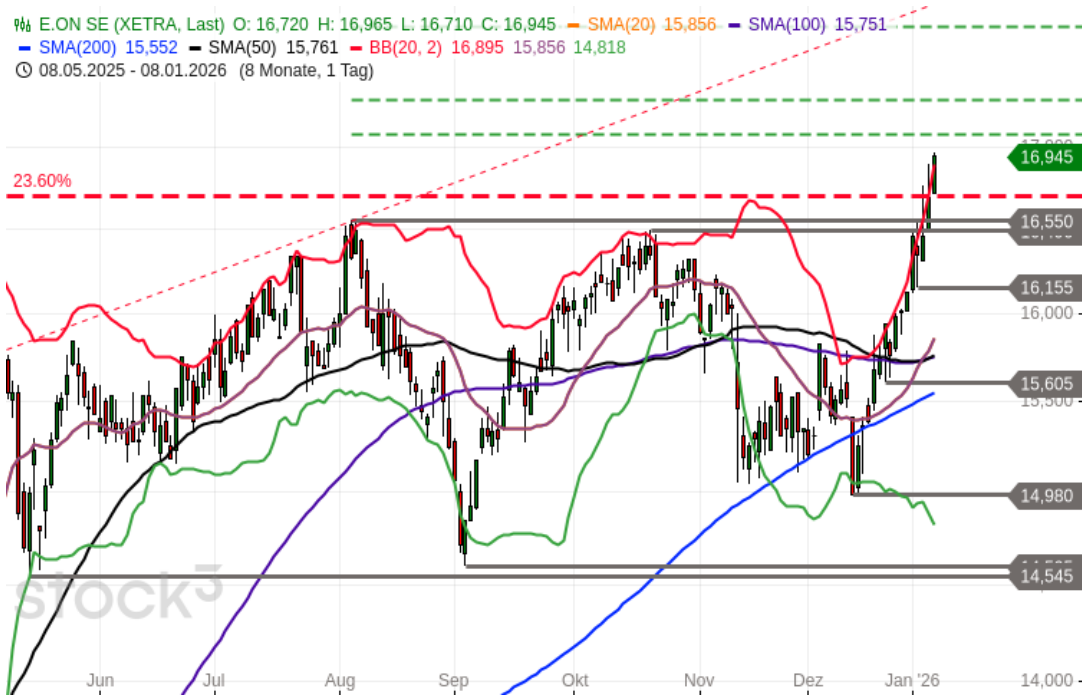 E.ON SE (XETRA, Last) O: 16,720 H: 16,965 L: 16,710 C: 16,945 SMA(20) 15,856 SMA(100) 15,751
SMA(200) 15,552 SMA(50) 15,761 BB(20, 2) 16,895 15,856 14,818
08.05.2025 - 08.01.2026 (8 Monate, 1 Tag)
16,945
23.60%
16,550
16,155
16,000
15,605
15,500
14,980
14,545
stock3
Jun Jul Aug Sep Okt Nov Dez Jan '26 14,000